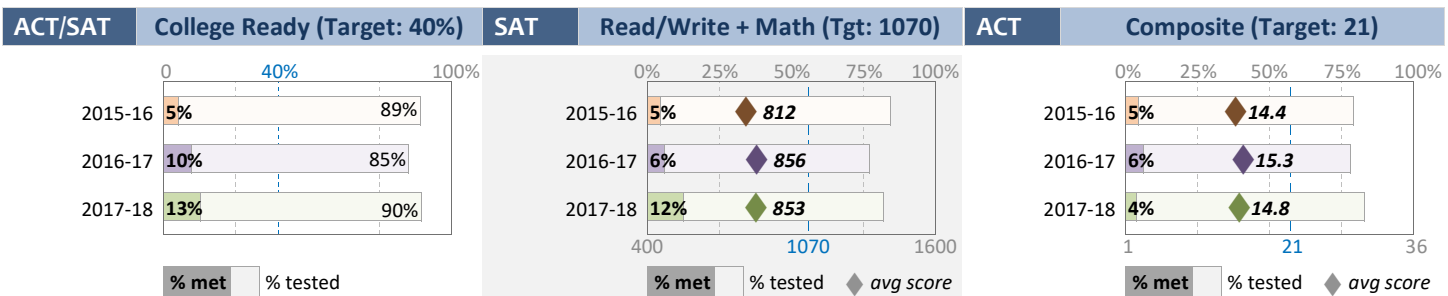 ACT/SAT College Ready (Target: 40%)
0 40% 100%
2015-16 5% 89%
2016-17 10% 85%
2017-18 13% 90%
% met % tested
SAT Read/Write + Math (Tgt: 1070)
0% 25% 50% 75% 100%
2015-16 5% 812
2016-17 6% 856
2017-18 12% 853
400 1070 1600
% met % tested avg score
ACT Composite (Target: 21)
0% 25% 50% 75% 100%
2015-16 5% 14.4
2016-17 6% 15.3
2017-18 4% 14.8
1 21 36
% met % tested avg score